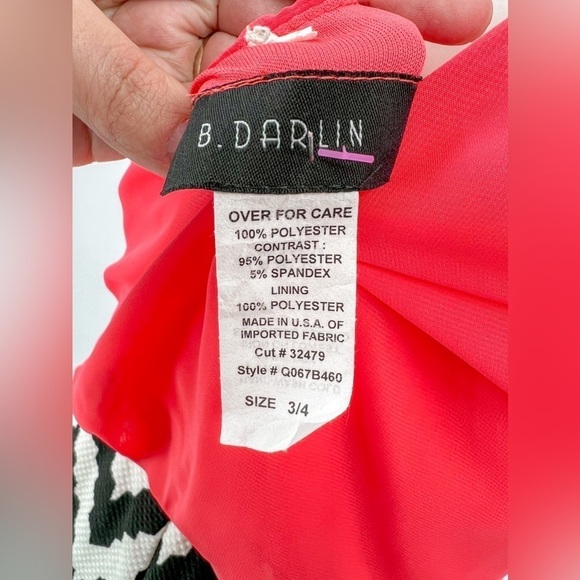 B. DARLIN
OVER FOR CARE
100% POLYESTER
CONTRAST :
95% POLYESTER
5% SPANDEX
LINING
100% POLYESTER
MADE IN U.S.A. OF
IMPORTED FABRIC
Cut # 32479
Style # Q067B460
SIZE 3/4